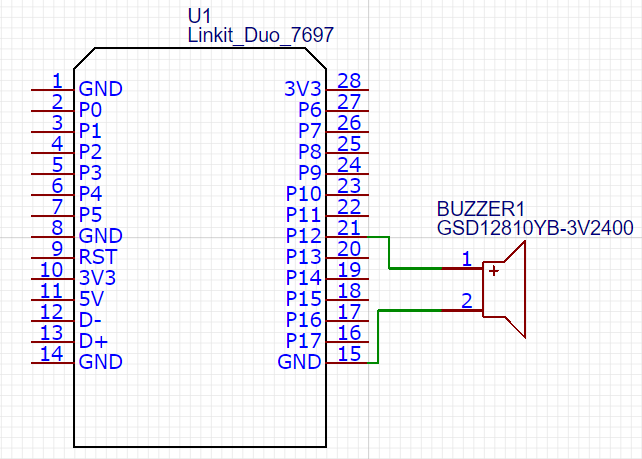 U1
Linkit_Duo_7697
1 GND 3V3 28
2 P0 P6 27
3 P1 P7 26
4 P2 P8 25
5 P3 P9 24
6 P4 P10 23
7 P5 P11 22
8 GND P12 21
9 RST P13 20
10 3V3 P14 19
11 5V P15 18
12 D- P16 17
13 D+ P17 16
14 GND GND 15
BUZZER1
GSD12810YB-3V2400
1 +
2